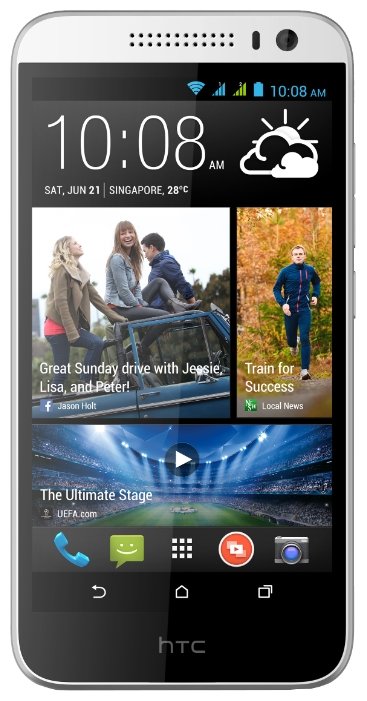 10:08 AM
10:08 AM
SAT, JUN 21 | SINGAPORE, 28°C
Great Sunday drive with Jessie,
Lisa, and Peter!
f Jason Holt
Train for
Success
Local News
The Ultimate Stage
UEFA.com
hTC